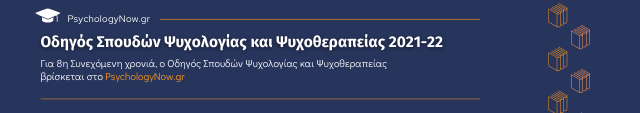 PsychologyNow.gr
Οδηγός Σπουδών Ψυχολογίας και Ψυχοθεραπείας 2021-22
Για 8η Συνεχόμενη χρονιά, ο Οδηγός Σπουδών Ψυχολογίας και Ψυχοθεραπείας
βρίσκεται στο PsychologyNow.gr